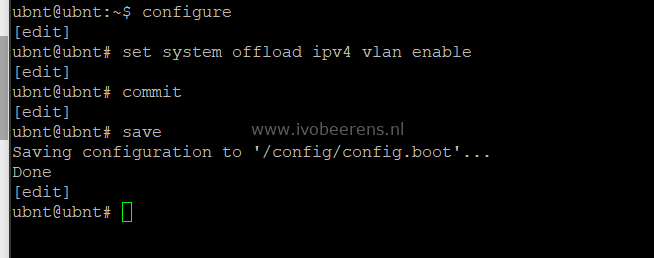 ubnt@ubnt:~$ configure
[edit]
ubnt@ubnt# set system offload ipv4 vlan enable
[edit]
ubnt@ubnt# commit
[edit]
ubnt@ubnt# save
www.ivobeerens.nl
Saving configuration to '/config/config.boot'...
Done
[edit]
ubnt@ubnt#